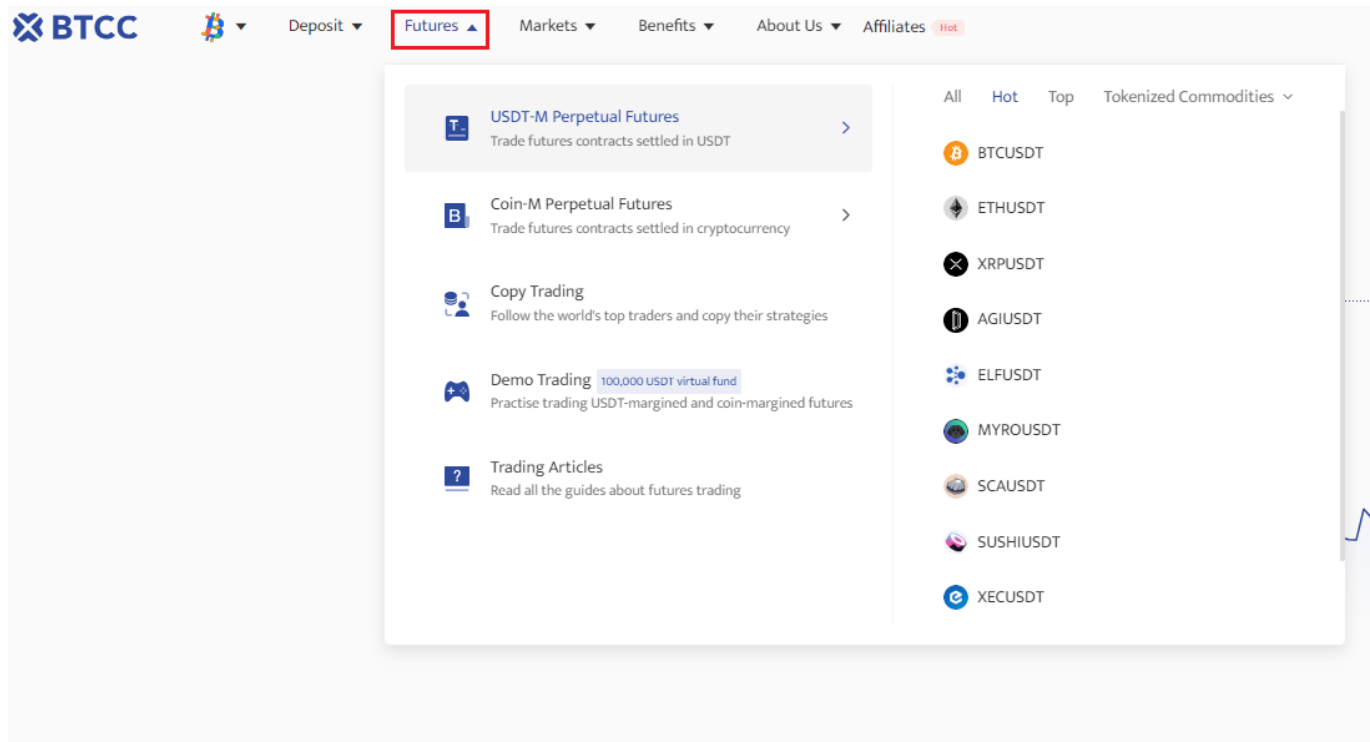 BTCC
Deposit
Futures
Markets
Benefits
About Us
Affiliates
Hot
USDT-M Perpetual Futures
Trade futures contracts settled in USDT
Coin-M Perpetual Futures
Trade futures contracts settled in cryptocurrency
Copy Trading
Follow the world's top traders and copy their strategies
Demo Trading 100,000 USDT virtual fund
Practise trading USDT-margined and coin-margined futures
Trading Articles
Read all the guides about futures trading
All Hot Top Tokenized Commodities
BTCUSDT
ETHUSDT
XRPUSDT
AGIUSDT
ELFUSDT
MYROUSDT
SCAUSDT
SUSHIUSDT
XECUSDT